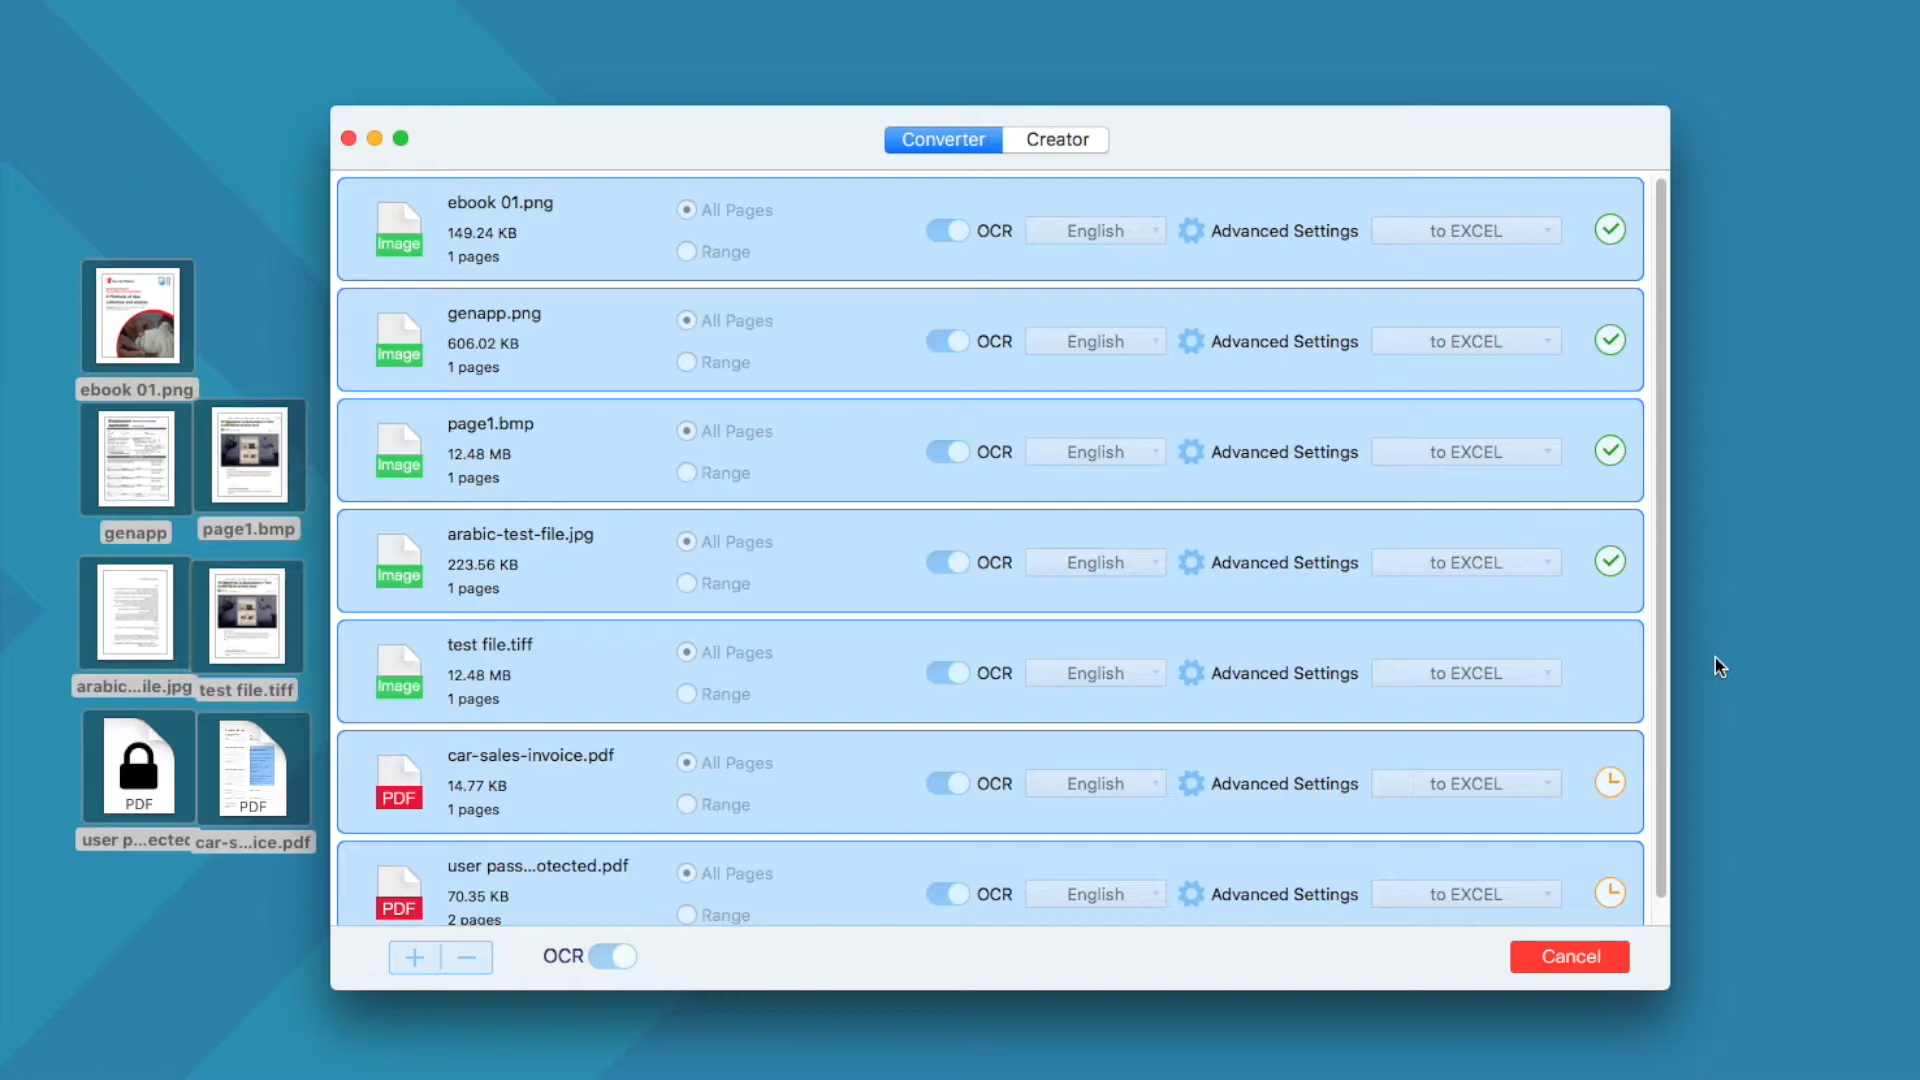 Converter
Creator
ebook 01.png
149.24 KB
1 pages
All Pages
Range
OCR
English
Advanced Settings
to EXCEL
Image
genapp.png
606.02 KB
1 pages
All Pages
Range
OCR
English
Advanced Settings
to EXCEL
Image
page1.bmp
12.48 MB
1 pages
All Pages
Range
OCR
English
Advanced Settings
to EXCEL
Image
arabic-test-file.jpg
223.56 KB
1 pages
All Pages
Range
OCR
English
Advanced Settings
to EXCEL
Image
test file.tiff
12.48 MB
1 pages
All Pages
Range
OCR
English
Advanced Settings
to EXCEL
Image
car-sales-invoice.pdf
14.77 KB
1 pages
All Pages
Range
OCR
English
Advanced Settings
to EXCEL
PDF
user pass...otected.pdf
70.35 KB
2 pages
All Pages
Range
OCR
English
Advanced Settings
to EXCEL
PDF
OCR
Cancel
ebook 01.png
genapp
page1.bmp
arabic...ile.jpg
test file.tiff
PDF
PDF
user p...ected
car-s...ice.pdf